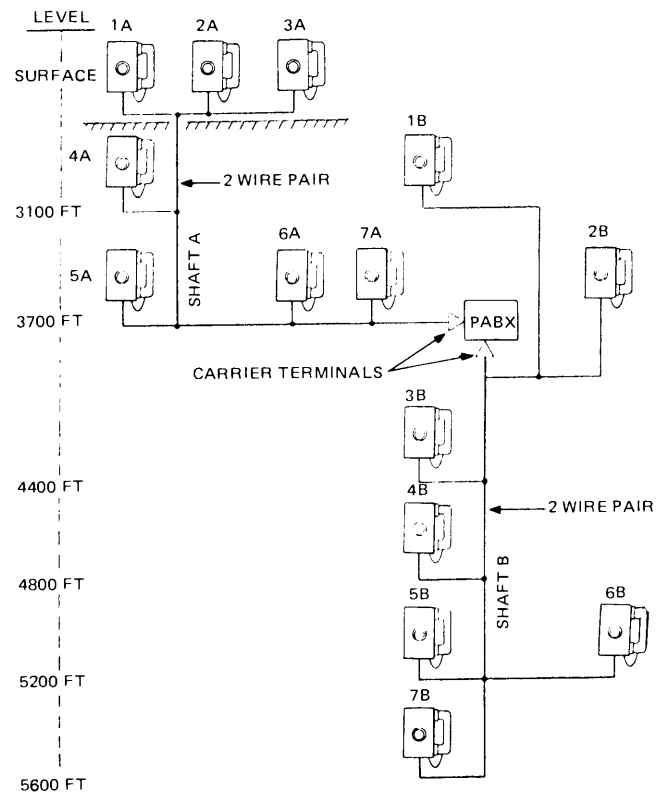 LEVEL
1A
2A
3A
SURFACE
4A
1B
2 WIRE PAIR
3100 FT
SHAFT A
6A
7A
2B
5A
3700 FT
PABX
CARRIER TERMINALS
3B
4400 FT
4B
2 WIRE PAIR
4800 FT
SHAFT B
5B
6B
5200 FT
7B
5600 FT